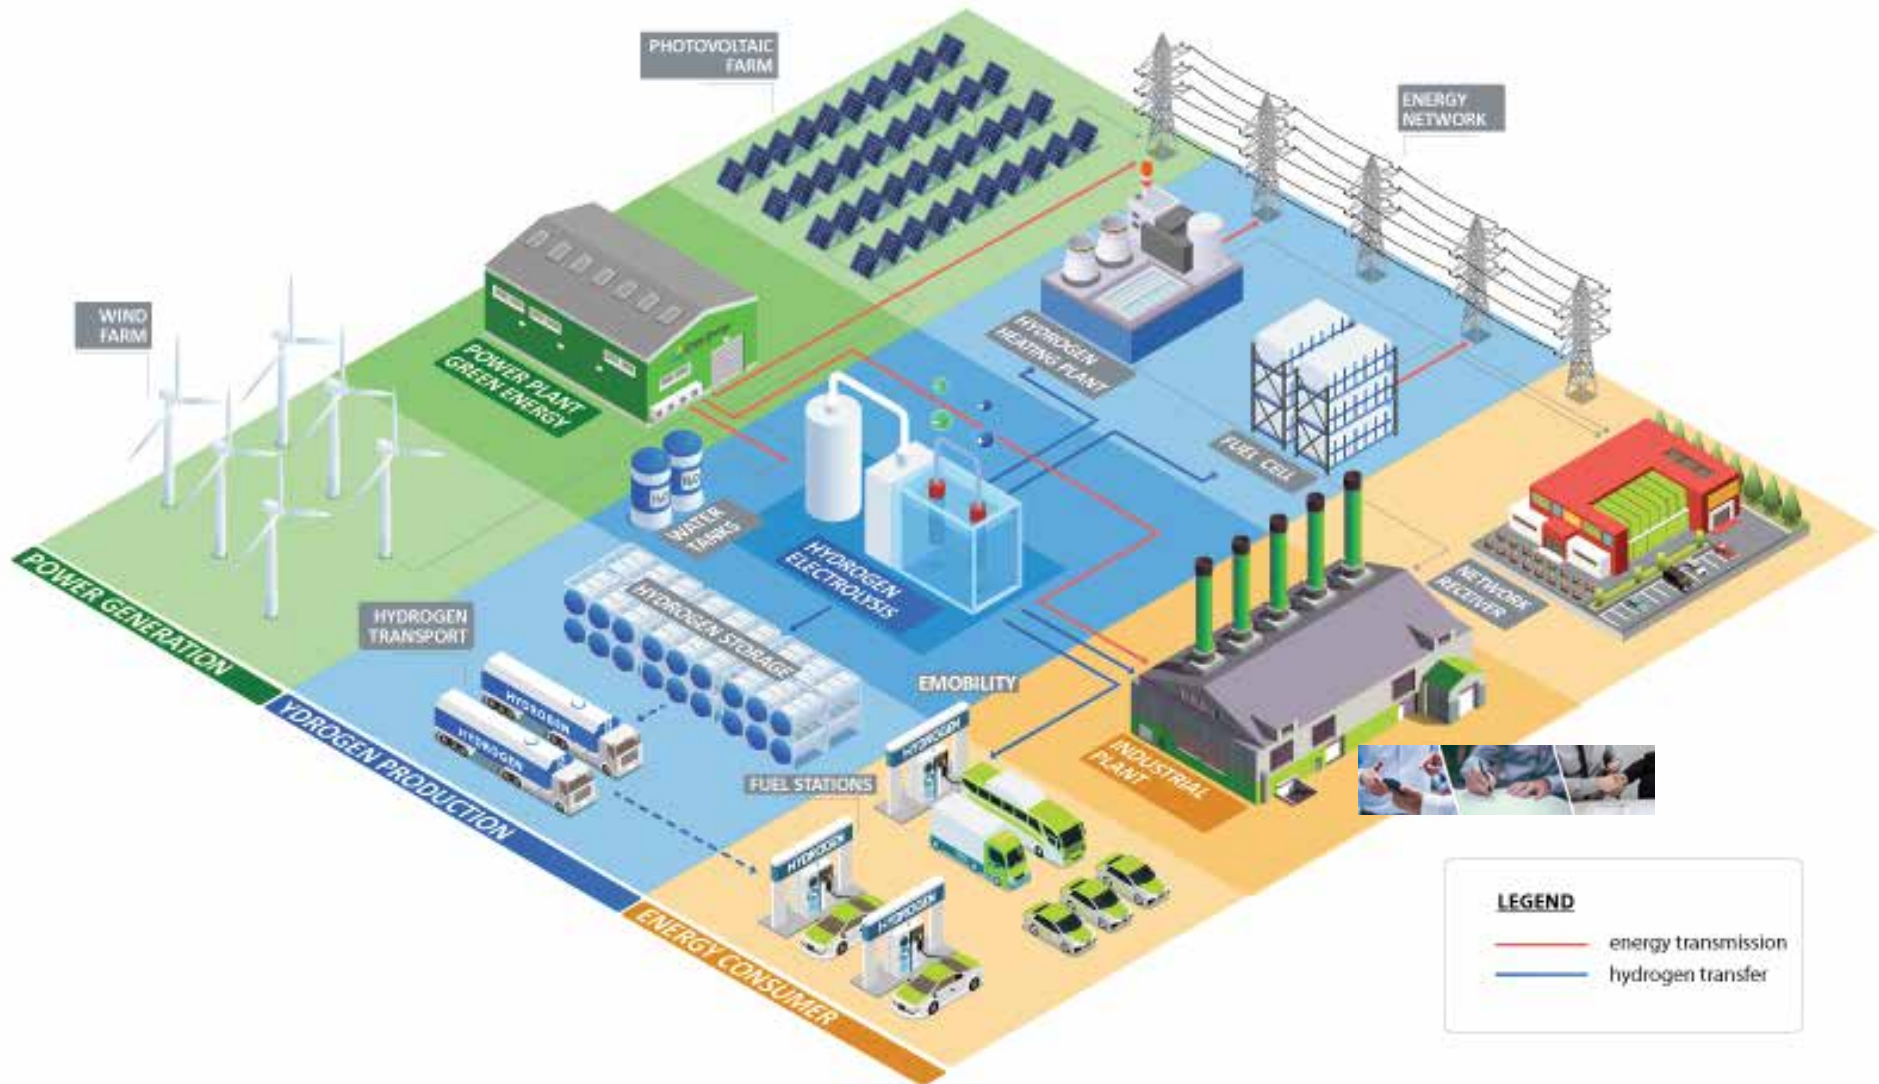 PHOTOVOLTAIC
FARM
ENERGY
NETWORK
WIND
FARM
POWER PLANT
GREEN ENERGY
HYDROGEN
HEATING PLANT
FUEL CELL
H₂O
H₂O
WATER
TANKS
HYDROGEN
ELECTROLYSIS
NETWORK
RECEIVER
POWER GENERATION
HYDROGEN
TRANSPORT
HYDROGEN STORAGE
HYDROGEN
HYDROGEN
EMOBILITY
YDROGEN PRODUCTION
FUEL STATIONS
HYDROGEN
HYDROGEN
HYDROGEN
INDUSTRIAL
PLANT
ENERGY CONSUMER
LEGEND
energy transmission
hydrogen transfer